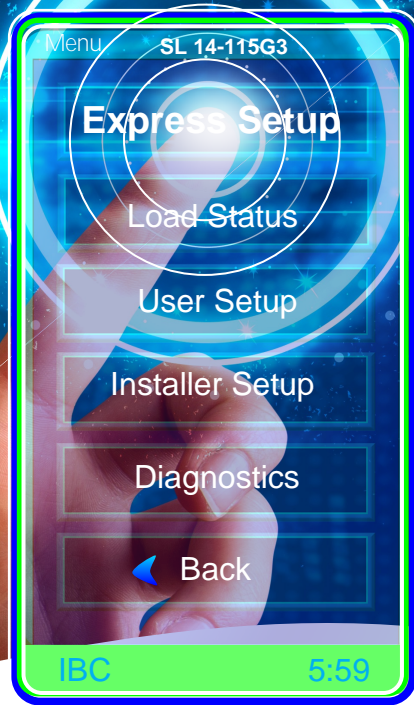 Menu
SL 14-115G3
Express Setup
Load Status
User Setup
Installer Setup
Diagnostics
Back
IBC 5:59